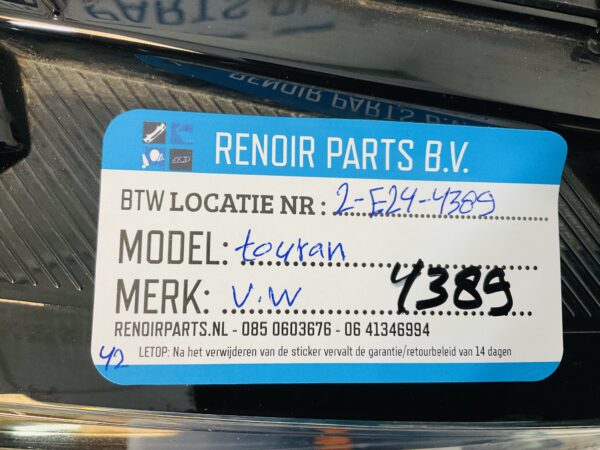 RENOIR PARTS B.V.
BTW LOCATIE NR : 2-E24-4389
MODEL: touran
MERK: V.W 4389
RENOIRPARTS.NL - 085 0603676 - 06 41346994
42 LETOP: Na het verwijderen van de sticker vervalt de garantie/retourbeleid van 14 dagen